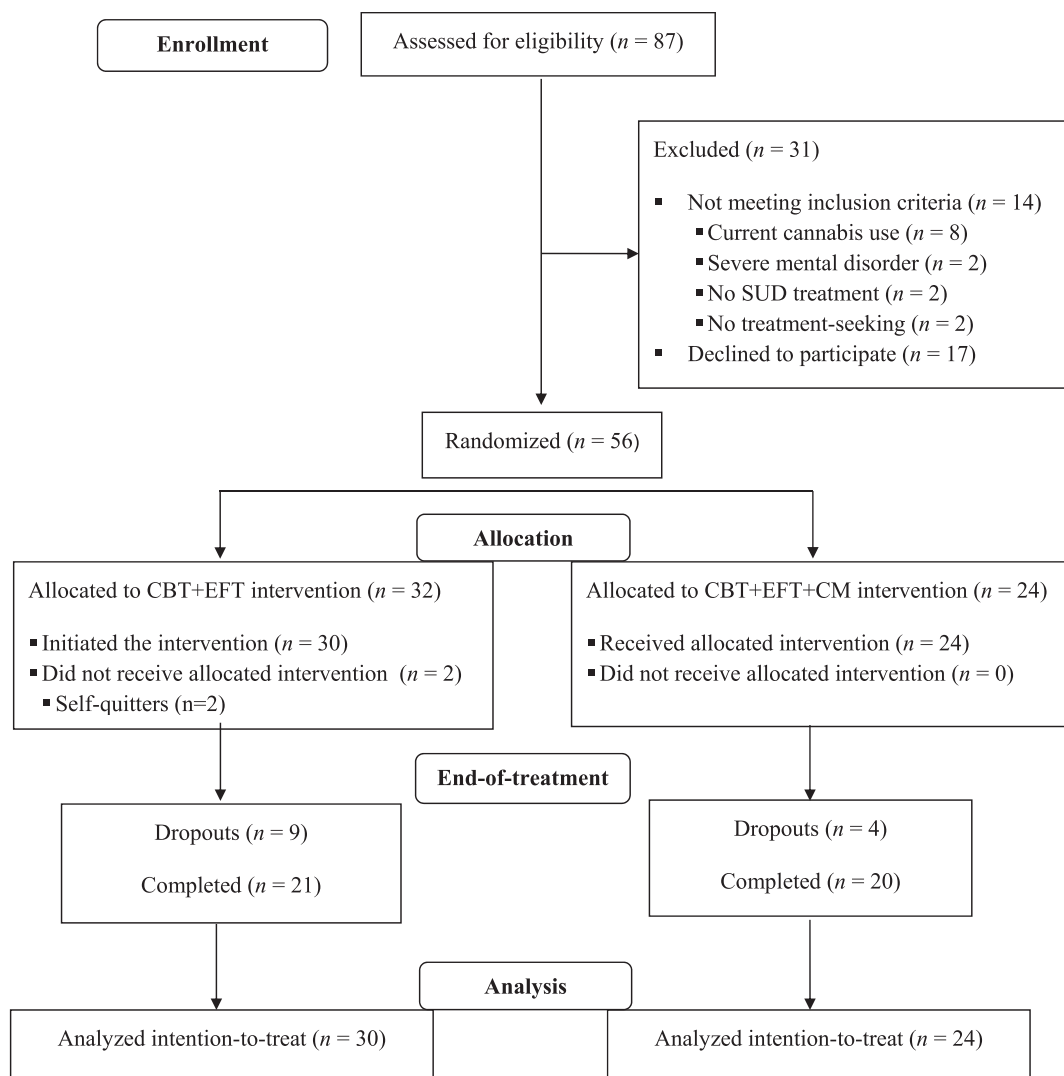 Enrollment
Assessed for eligibility (n = 87)
Excluded (n = 31)
▪ Not meeting inclusion criteria (n = 14)
▪ Current cannabis use (n = 8)
▪ Severe mental disorder (n = 2)
▪ No SUD treatment (n = 2)
▪ No treatment-seeking (n = 2)
▪ Declined to participate (n = 17)
Randomized (n = 56)
Allocation
Allocated to CBT+EFT intervention (n = 32)
▪ Initiated the intervention (n = 30)
▪ Did not receive allocated intervention (n = 2)
▪ Self-quitters (n=2)
Allocated to CBT+EFT+CM intervention (n = 24)
▪ Received allocated intervention (n = 24)
▪ Did not receive allocated intervention (n = 0)
End-of-treatment
Dropouts (n = 9)
Completed (n = 21)
Dropouts (n = 4)
Completed (n = 20)
Analysis
Analyzed intention-to-treat (n = 30)
Analyzed intention-to-treat (n = 24)